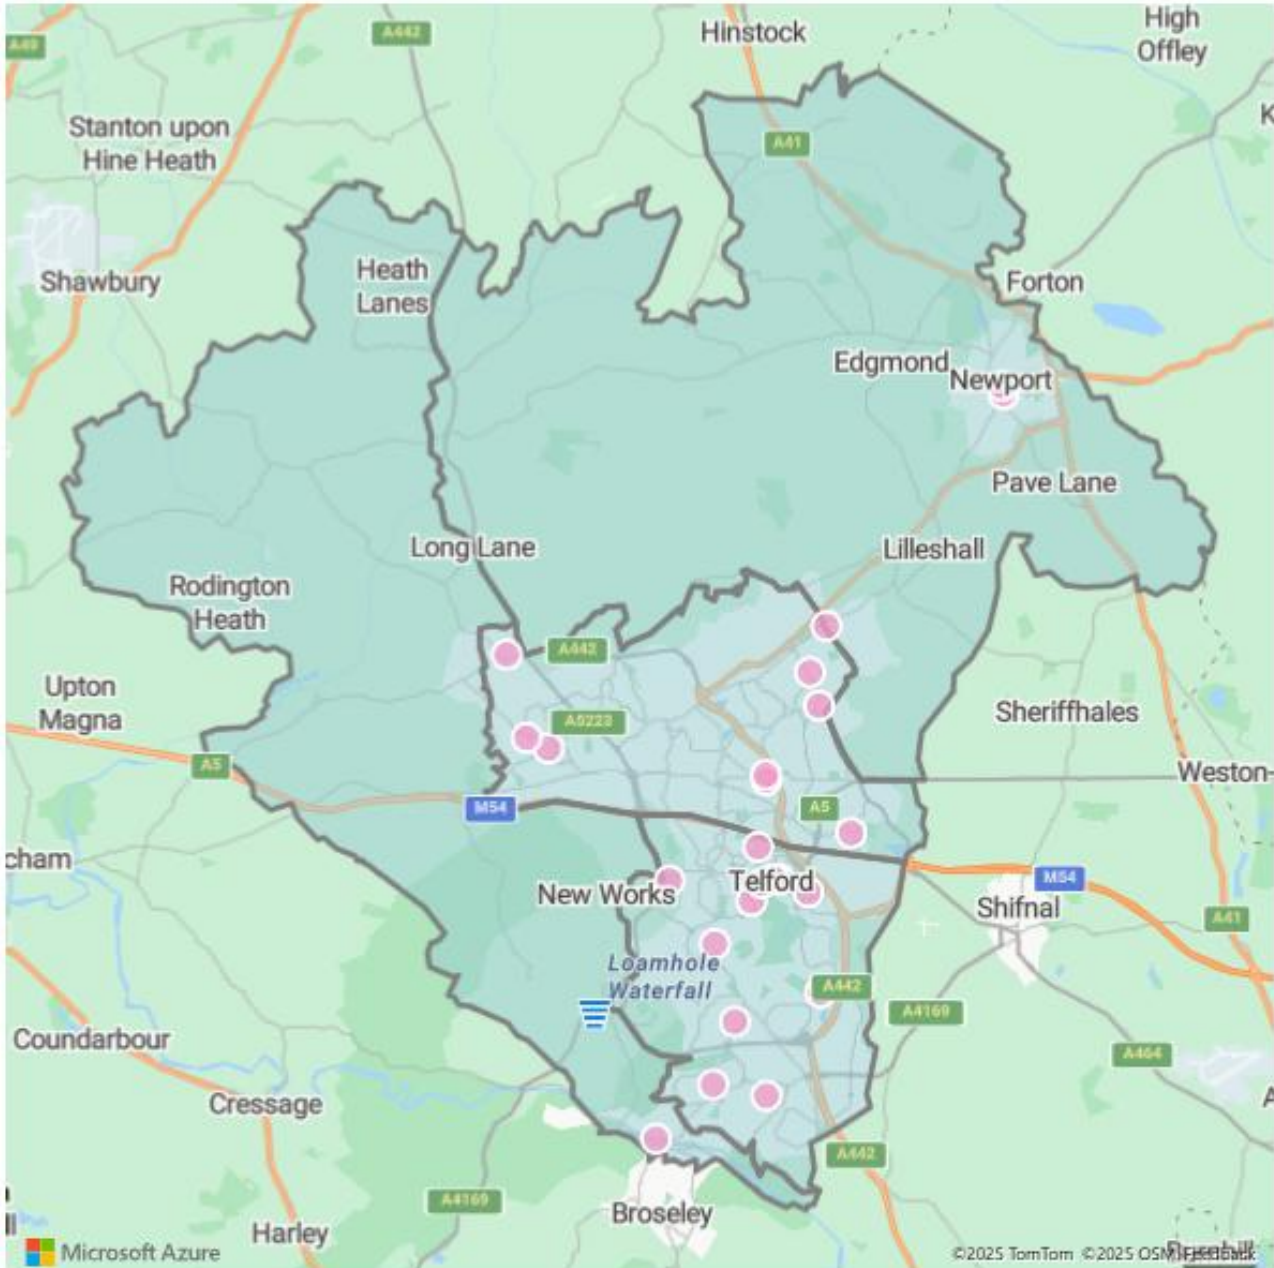 Hinstock
High
Offley
A49
A442
Stanton upon
Hine Heath
A41
K
Shawbury
Heath
Lanes
Forton
Edgmond
Newport
Pave Lane
Long Lane
Lilleshall
Rodington
Heath
A442
Upton
Magna
A5223
Sheriffhales
A5
Weston-
M54
A5
cham
M54
New Works
Telford
Shifnal
A41
Loamhole
Waterfall
A442
A4169
Coundarbour
A464
Cressage
A
A442
A4169
Broseley
Harley
Microsoft Azure
©2025 TomTom ©2025 OSM Feedback